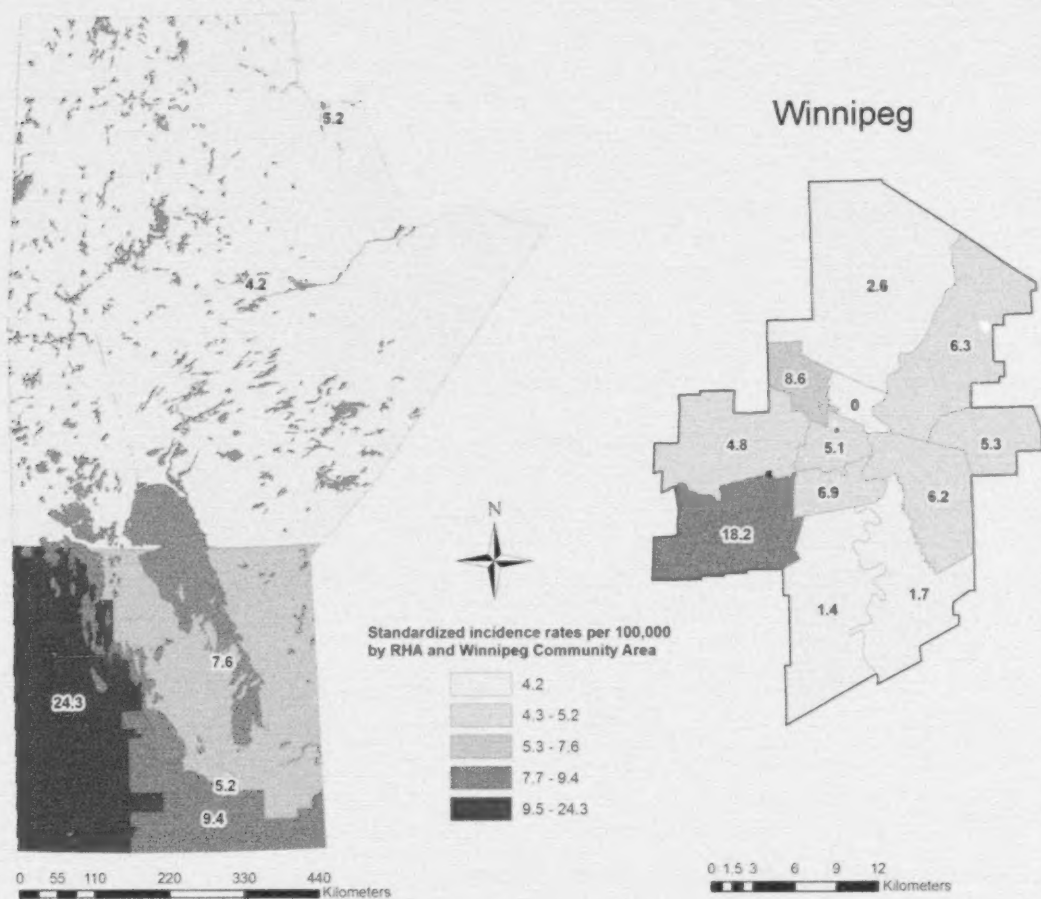 5.2
4.2
7.6
24.3
5.2
9.4
0 55 110 220 330 440
Kilometers
N
Standardized incidence rates per 100,000
by RHA and Winnipeg Community Area
4.2
4.3 - 5.2
5.3 - 7.6
7.7 - 9.4
9.5 - 24.3
Winnipeg
2.6
6.3
8.6
0
4.8
5.1
5.3
6.9
6.2
18.2
1.4
1.7
0 1.5 3 6 9 12
Kilometers